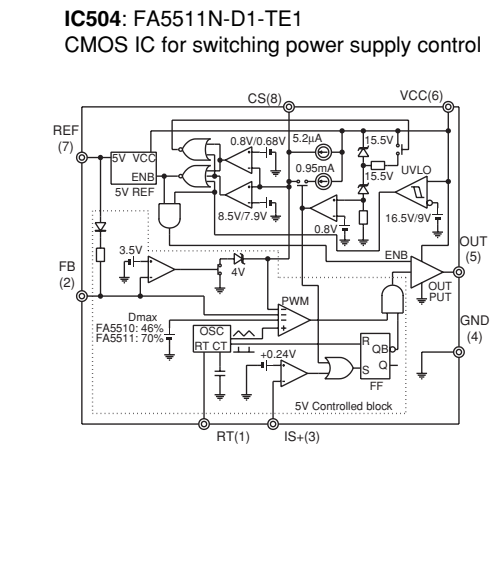 IC504: FA5511N-D1-TE1
CMOS IC for switching power supply control
CS(8)
VCC(6)
REF
(7)
5V VCC
ENB
5V REF
0.8V/0.68V
5.2μA
15.5V
0.95mA
15.5V
UVLO
8.5V/7.9V
0.8V
16.5V/9V
FB
(2)
3.5V
4V
ENB
OUT
(5)
OUT
PUT
Dmax
FA5510: 46%
FA5511: 70%
PWM
OSC
RT CT
GND
(4)
+0.24V
R
QB
S
Q
FF
5V Controlled block
RT(1)
IS+(3)